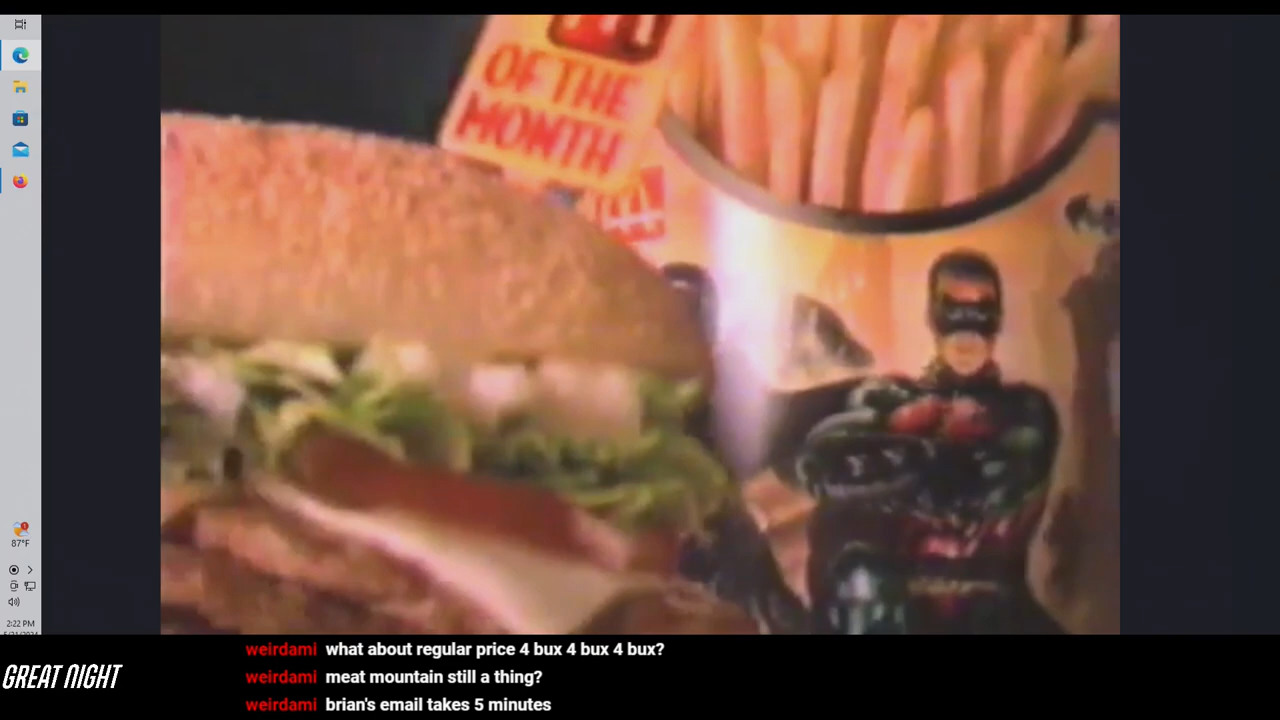 OF THE
MONTH
87°F
2:22 PM
GREAT NIGHT
weirdami what about regular price 4 bux 4 bux 4 bux?
weirdami meat mountain still a thing?
weirdami brian's email takes 5 minutes